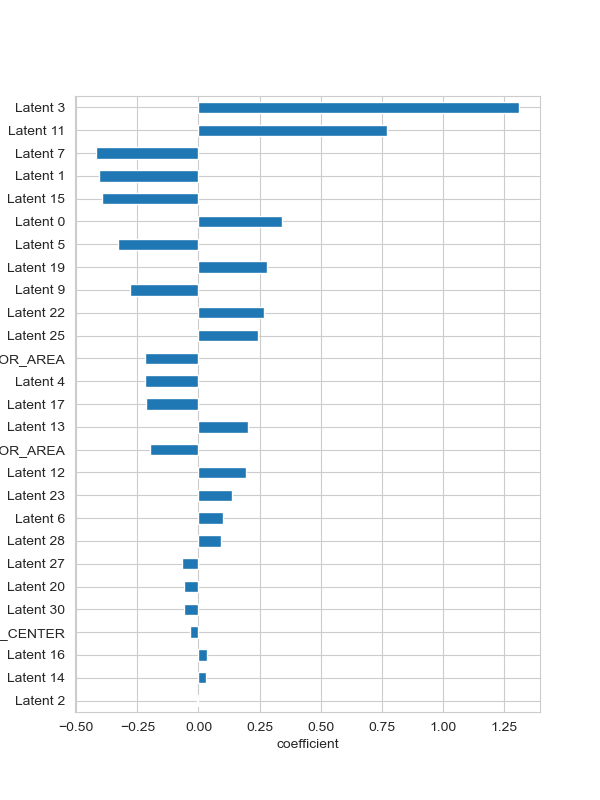 Latent 3
Latent 11
Latent 7
Latent 1
Latent 15
Latent 0
Latent 5
Latent 19
Latent 9
Latent 22
Latent 25
OR_AREA
Latent 4
Latent 17
Latent 13
OR_AREA
Latent 12
Latent 23
Latent 6
Latent 28
Latent 27
Latent 20
Latent 30
_CENTER
Latent 16
Latent 14
Latent 2
−0.50 −0.25 0.00 0.25 0.50 0.75 1.00 1.25
coefficient